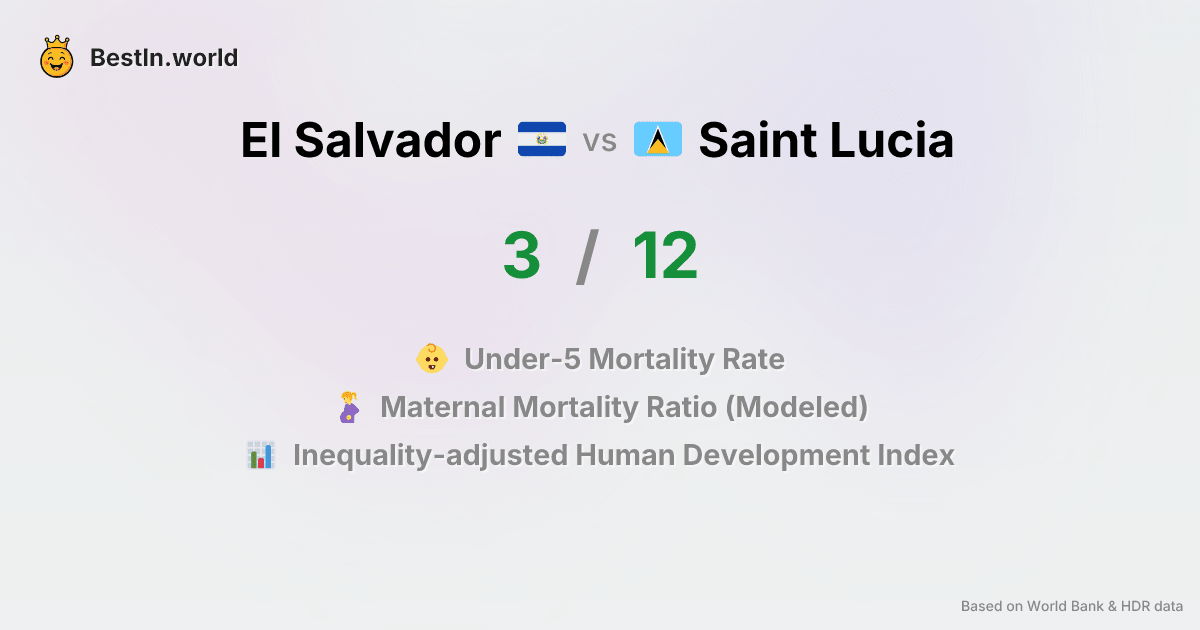 BestIn.world
El Salvador vs Saint Lucia
3 / 12
Under-5 Mortality Rate
Maternal Mortality Ratio (Modeled)
Inequality-adjusted Human Development Index
Based on World Bank & HDR data